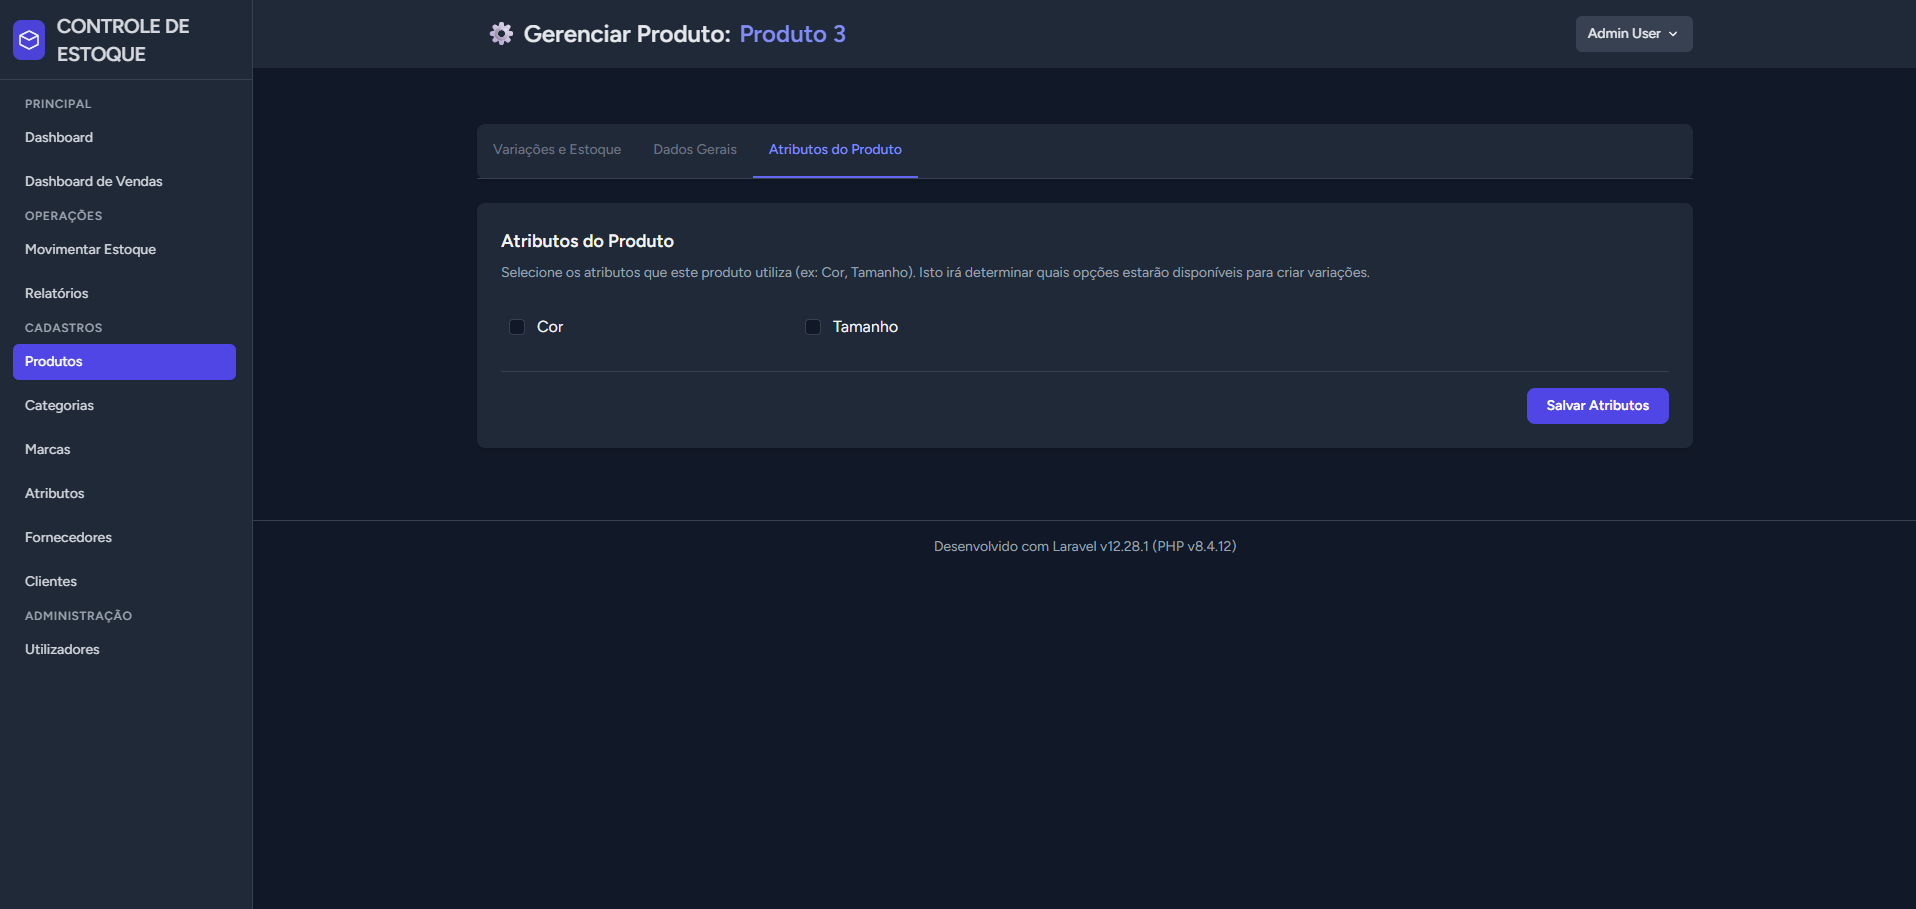 CONTROLE DE
ESTOQUE
PRINCIPAL
Dashboard
Dashboard de Vendas
OPERAÇÕES
Movimentar Estoque
Relatórios
CADASTROS
Produtos
Categorias
Marcas
Atributos
Fornecedores
Clientes
ADMINISTRAÇÃO
Utilizadores
Gerenciar Produto: Produto 3
Admin User
Variações e Estoque
Dados Gerais
Atributos do Produto
Atributos do Produto
Selecione os atributos que este produto utiliza (ex: Cor, Tamanho). Isto irá determinar quais opções estarão disponíveis para criar variações.
Cor
Tamanho
Salvar Atributos
Desenvolvido com Laravel v12.28.1 (PHP v8.4.12)